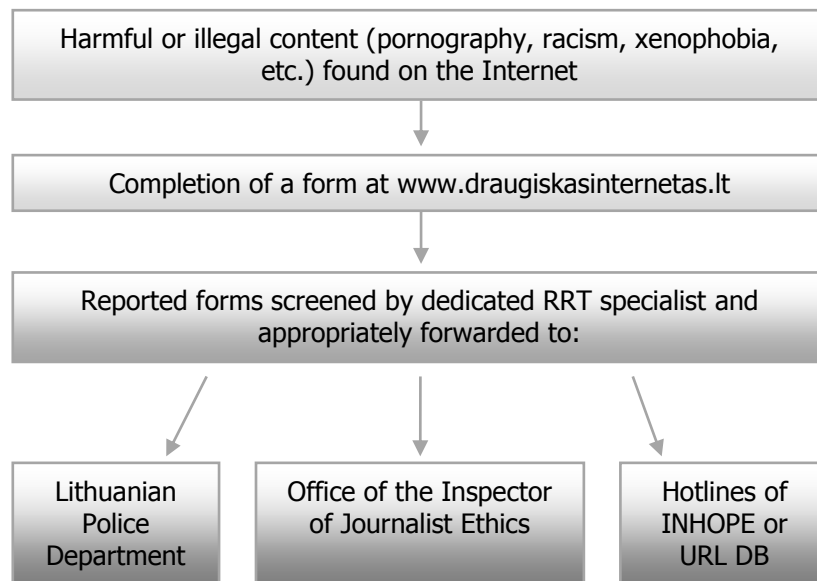 Harmful or illegal content (pornography, racism, xenophobia,
etc.) found on the Internet
Completion of a form at www.draugiskasinternetas.lt
Reported forms screened by dedicated RRT specialist and
appropriately forwarded to:
Lithuanian
Police
Department
Office of the Inspector
of Journalist Ethics
Hotlines of
INHOPE or
URL DB